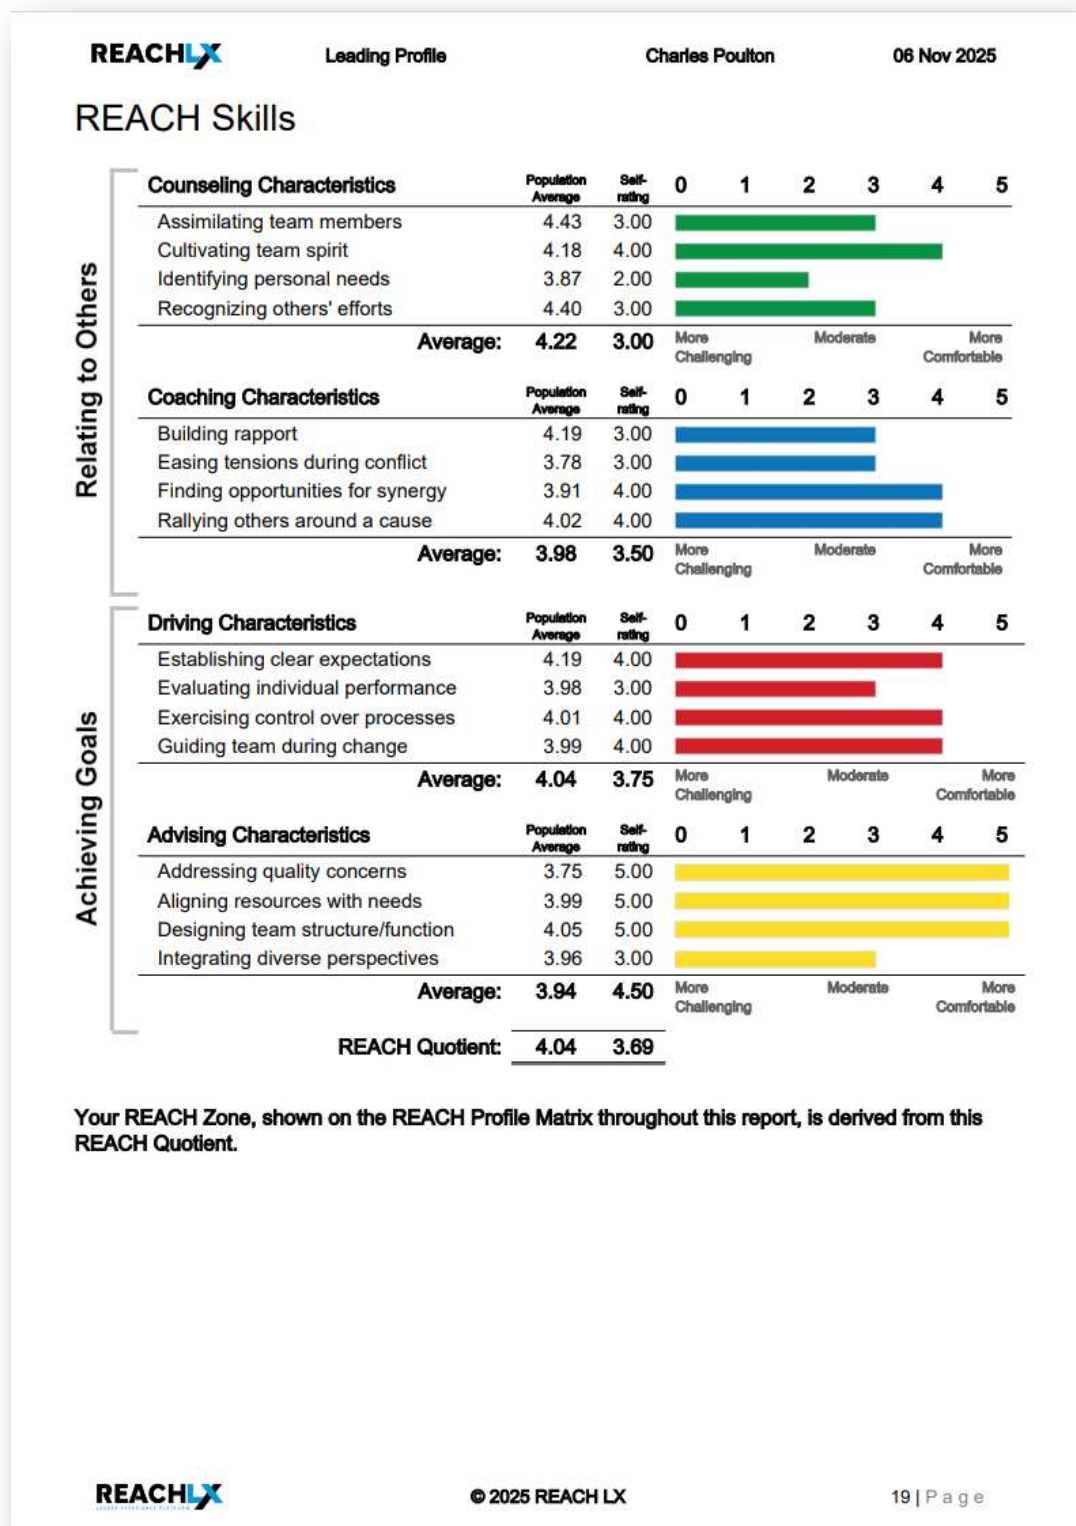 REACHLX Leading Profile Charles Poulton 06 Nov 2025
REACH Skills
Relating to Others
Counseling Characteristics Population Average Self-rating 0 1 2 3 4 5
Assimilating team members 4.43 3.00
Cultivating team spirit 4.18 4.00
Identifying personal needs 3.87 2.00
Recognizing others' efforts 4.40 3.00
Average: 4.22 3.00 More Challenging Moderate More Comfortable
Coaching Characteristics Population Average Self-rating 0 1 2 3 4 5
Building rapport 4.19 3.00
Easing tensions during conflict 3.78 3.00
Finding opportunities for synergy 3.91 4.00
Rallying others around a cause 4.02 4.00
Average: 3.98 3.50 More Challenging Moderate More Comfortable
Achieving Goals
Driving Characteristics Population Average Self-rating 0 1 2 3 4 5
Establishing clear expectations 4.19 4.00
Evaluating individual performance 3.98 3.00
Exercising control over processes 4.01 4.00
Guiding team during change 3.99 4.00
Average: 4.04 3.75 More Challenging Moderate More Comfortable
Advising Characteristics Population Average Self-rating 0 1 2 3 4 5
Addressing quality concerns 3.75 5.00
Aligning resources with needs 3.99 5.00
Designing team structure/function 4.05 5.00
Integrating diverse perspectives 3.96 3.00
Average: 3.94 4.50 More Challenging Moderate More Comfortable
REACH Quotient: 4.04 3.69
Your REACH Zone, shown on the REACH Profile Matrix throughout this report, is derived from this
REACH Quotient.
REACHLX © 2025 REACH LX 19 | Page